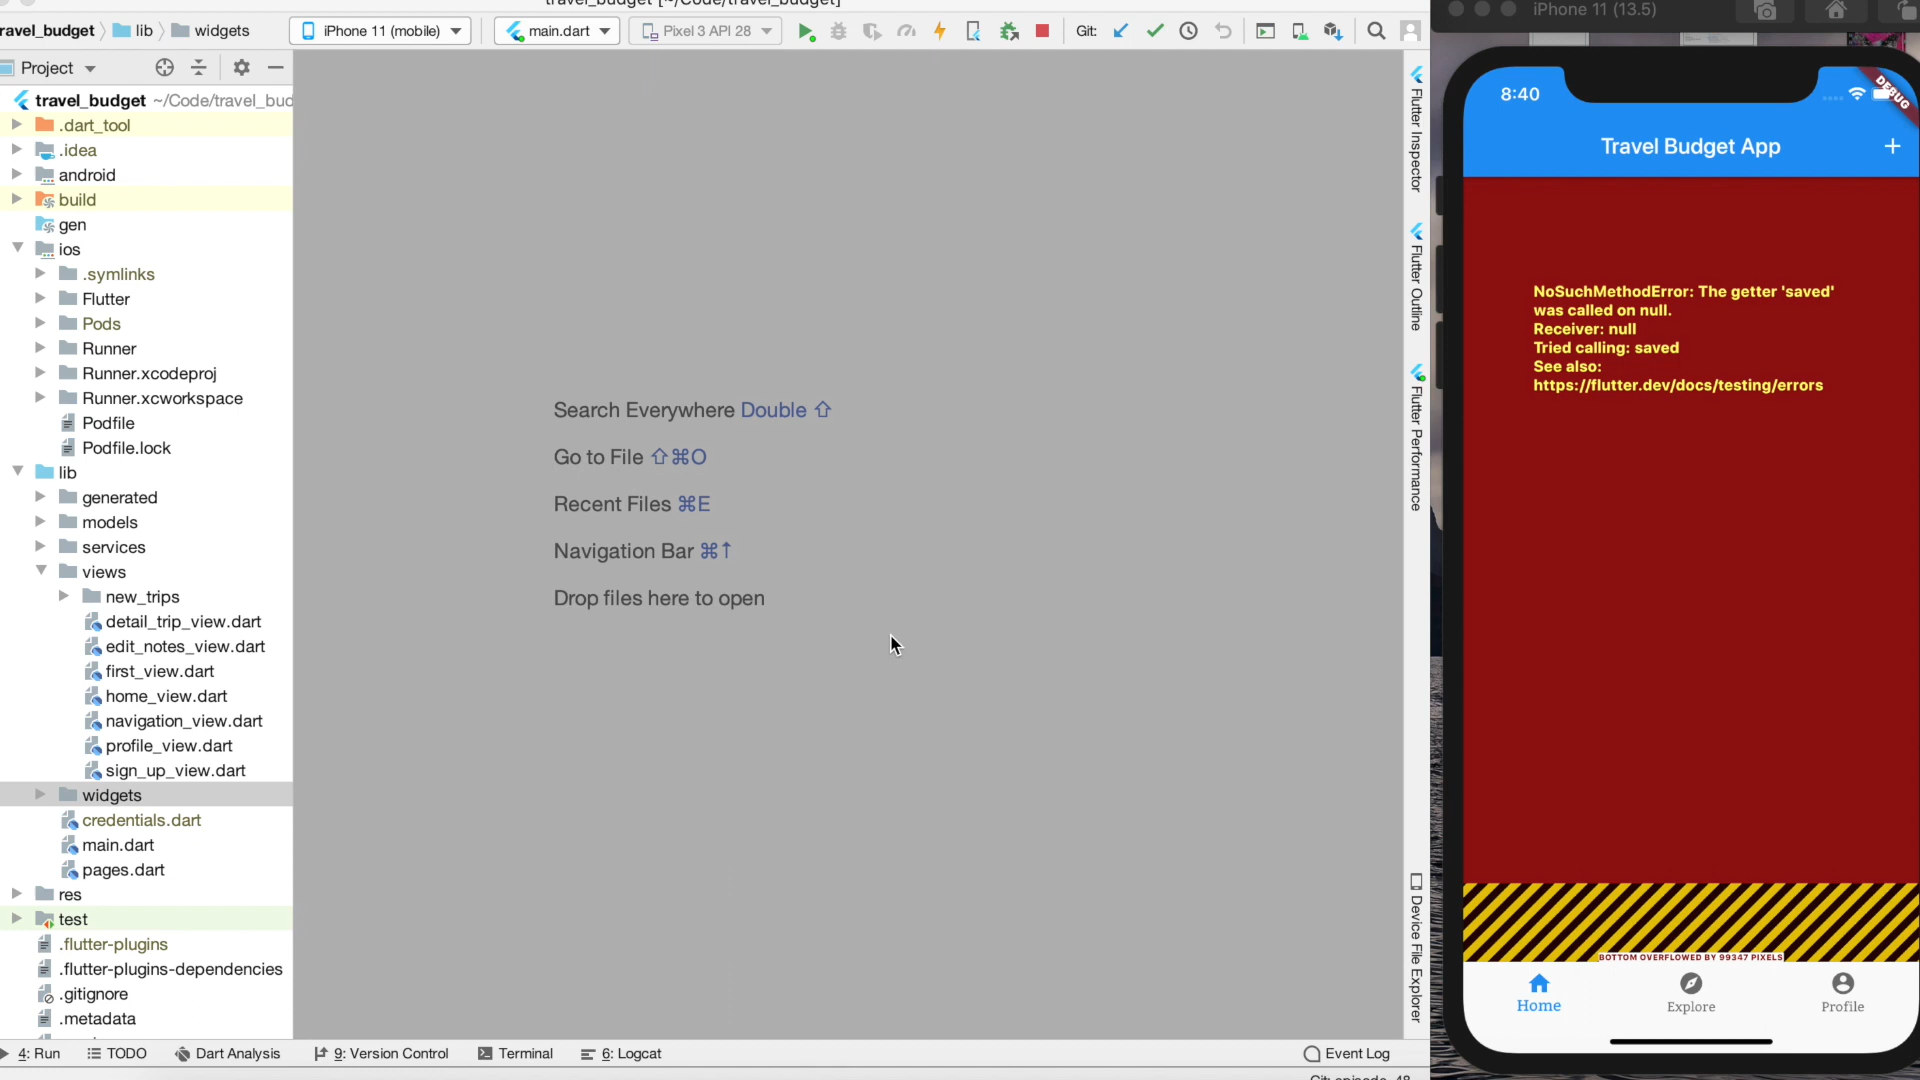 travel_budget [~/Code/travel_budget]
ravel_budget lib widgets
iPhone 11 (mobile)
main.dart
Pixel 3 API 28
Git:
Project
travel_budget ~/Code/travel_bud
.dart_tool
.idea
android
build
gen
ios
.symlinks
Flutter
Pods
Runner
Runner.xcodeproj
Runner.xcworkspace
Podfile
Podfile.lock
lib
generated
models
services
views
new_trips
detail_trip_view.dart
edit_notes_view.dart
first_view.dart
home_view.dart
navigation_view.dart
profile_view.dart
sign_up_view.dart
widgets
credentials.dart
main.dart
pages.dart
res
test
.flutter-plugins
.flutter-plugins-dependencies
.gitignore
.metadata
Search Everywhere Double ⇧
Go to File ⇧⌘O
Recent Files ⌘E
Navigation Bar ⌘↑
Drop files here to open
Flutter Inspector
Flutter Outline
Flutter Performance
Device File Explorer
4: Run
TODO
Dart Analysis
9: Version Control
Terminal
6: Logcat
Event Log
Git: episode_48
iPhone 11 (13.5)
8:40
DEBUG
Travel Budget App
+
NoSuchMethodError: The getter 'saved'
was called on null.
Receiver: null
Tried calling: saved
See also:
https://flutter.dev/docs/testing/errors
BOTTOM OVERFLOWED BY 99347 PIXELS
Home
Explore
Profile